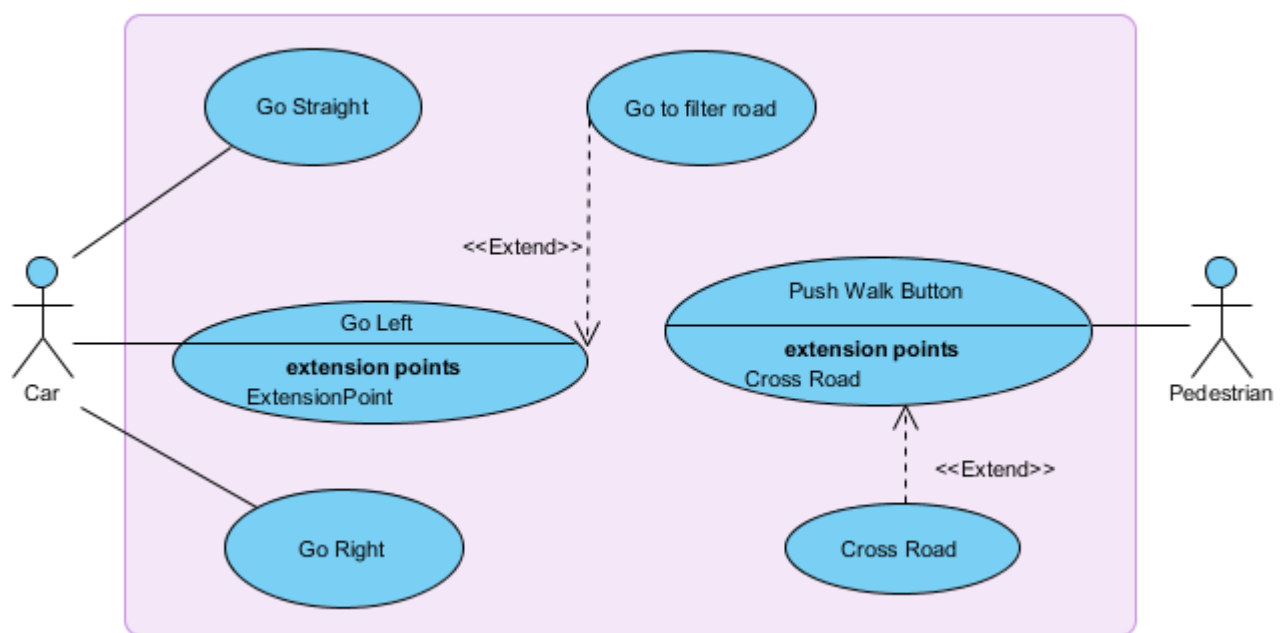 Go Straight
Go to filter road
<<Extend>>
Go Left
extension points
ExtensionPoint
Car
Push Walk Button
extension points
Cross Road
Pedestrian
<<Extend>>
Go Right
Cross Road